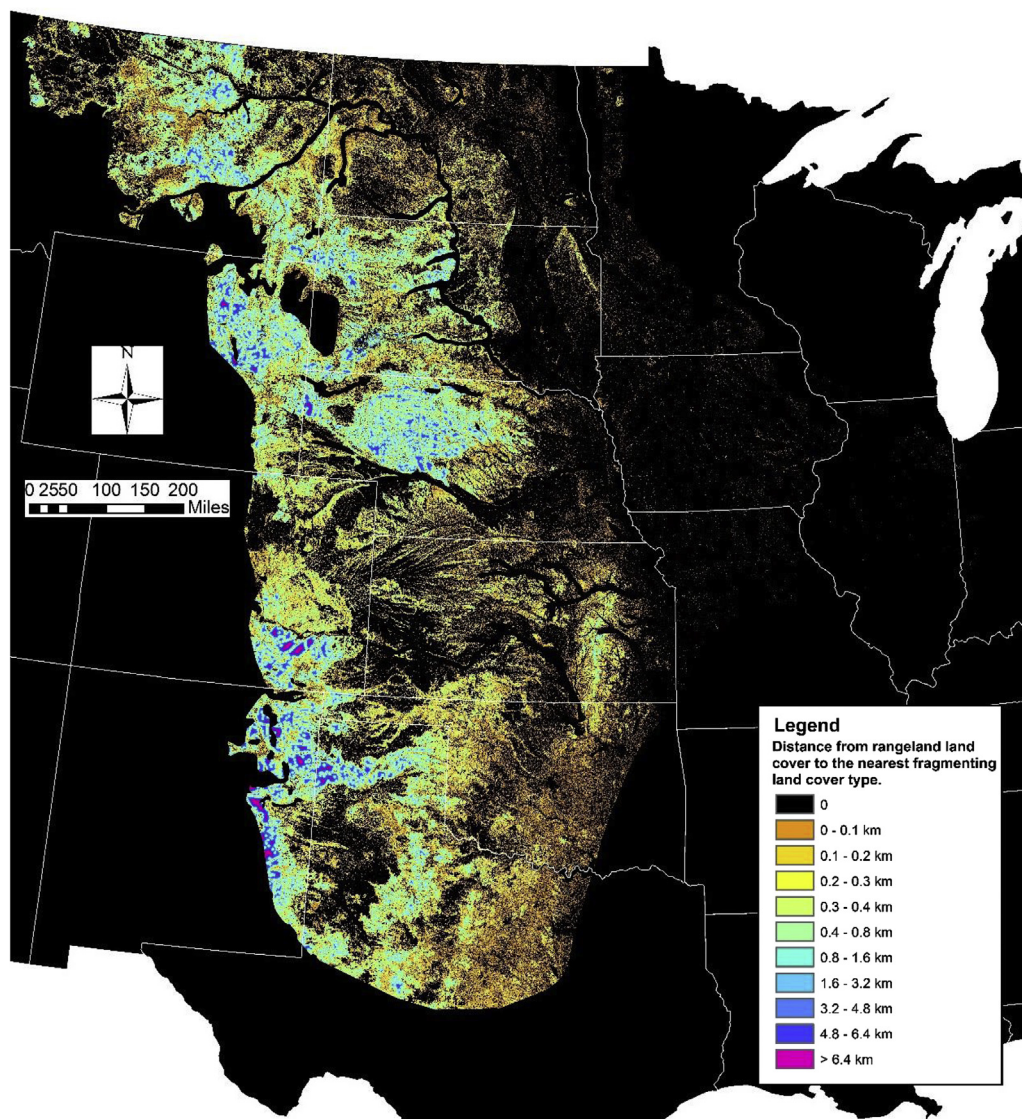 N
0 2550 100 150 200
Miles
Legend
Distance from rangeland land
cover to the nearest fragmenting
land cover type.
0
0 - 0.1 km
0.1 - 0.2 km
0.2 - 0.3 km
0.3 - 0.4 km
0.4 - 0.8 km
0.8 - 1.6 km
1.6 - 3.2 km
3.2 - 4.8 km
4.8 - 6.4 km
> 6.4 km